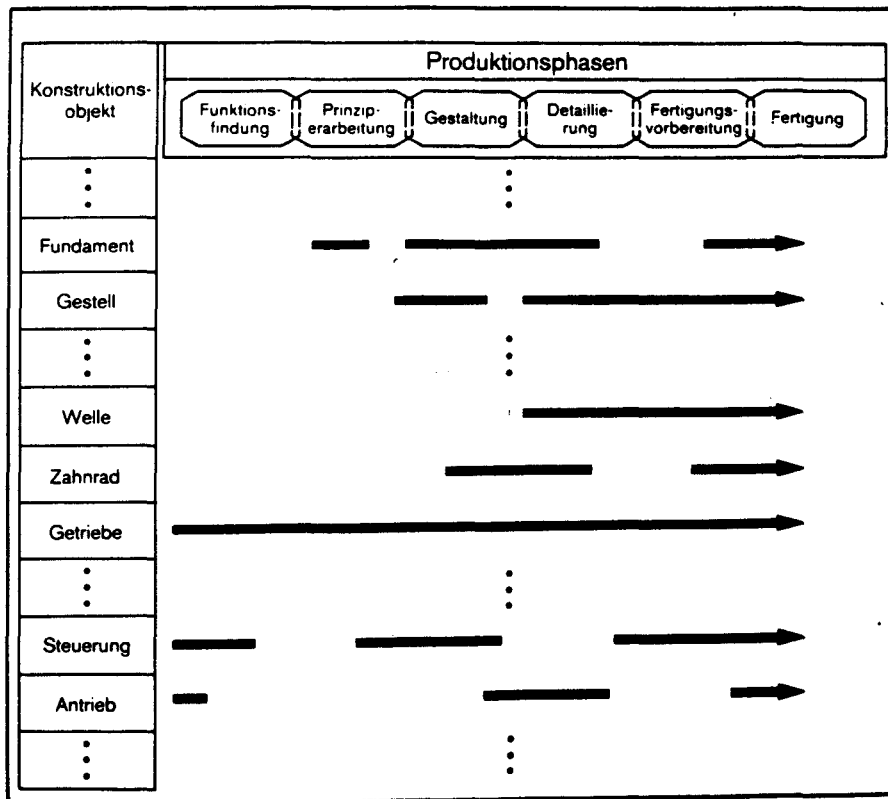 Konstruktions-
objekt
Produktionsphasen
Funktions-
findung
Prinzip-
erarbeitung
Gestaltung
Detaillie-
rung
Fertigungs-
vorbereitung
Fertigung
Fundament
Gestell
Welle
Zahnrad
Getriebe
Steuerung
Antrieb